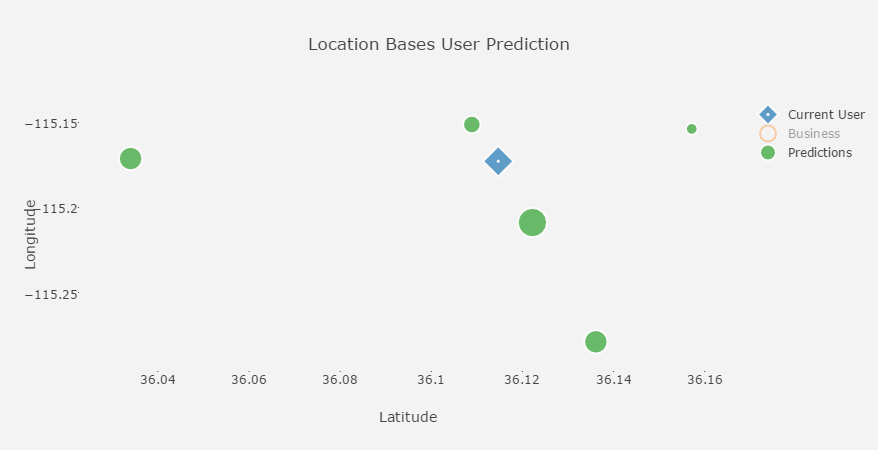 Location Bases User Prediction
Current User
Business
Predictions
−115.15
−115.2
−115.25
Longitude
36.04
36.06
36.08
36.1
36.12
36.14
36.16
Latitude